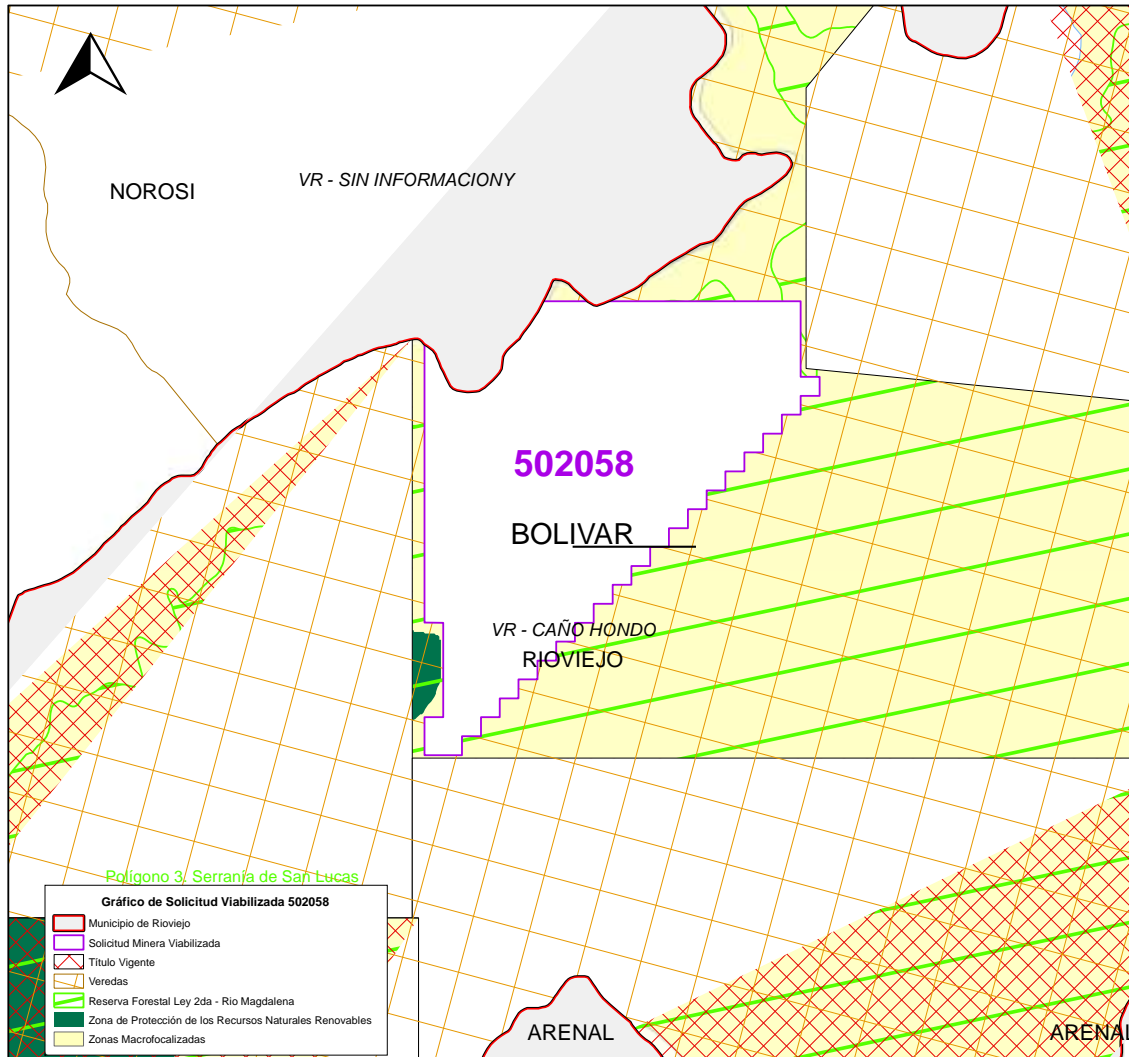 NOROSI
VR - SIN INFORMACIONY
502058
BOLIVAR
VR - CAÑO HONDO
RIOVIEJO
Polígono 3. Serranía de San Lucas
Gráfico de Solicitud Viabilizada 502058
Municipio de Rioviejo
Solicitud Minera Viabilizada
Título Vigente
Veredas
Reserva Forestal Ley 2da - Rio Magdalena
Zona de Protección de los Recursos Naturales Renovables
Zonas Macrofocalizadas
ARENAL
ARENAL